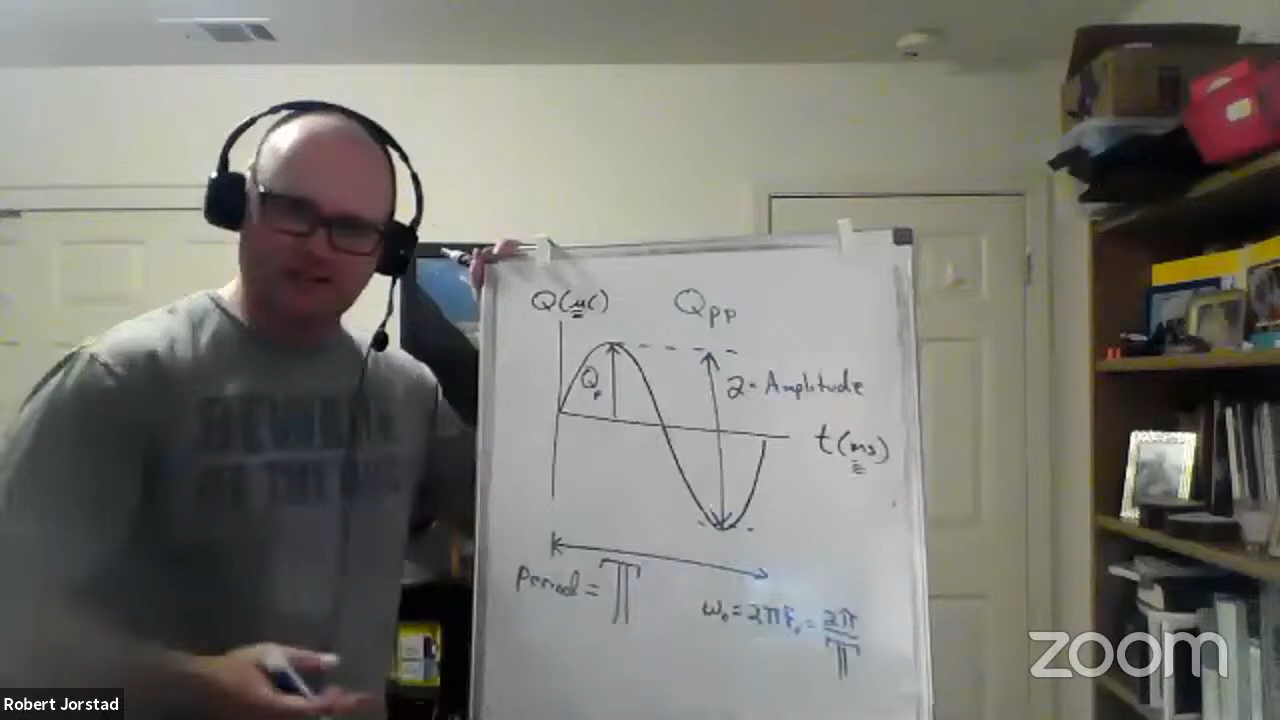 Q(μC)
Qpp
Qp
2 - Amplitude
t(ms)
Period = T
ω₀ = 2πf₀ = 2π/T
zoom
Robert Jorstad